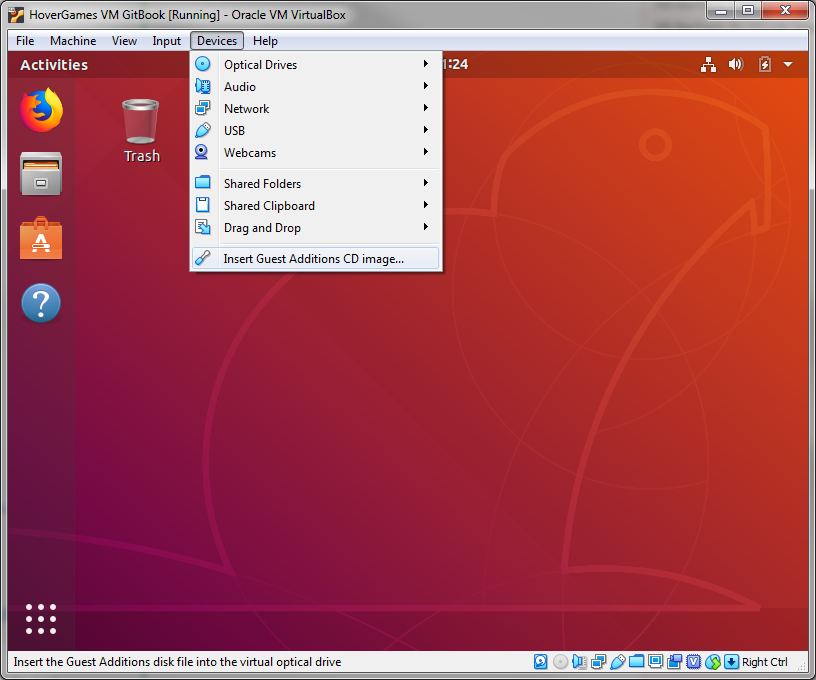 HoverGames VM GitBook [Running] - Oracle VM VirtualBox
File Machine View Input Devices Help
Activities
1:24
Trash
Optical Drives
Audio
Network
USB
Webcams
Shared Folders
Shared Clipboard
Drag and Drop
Insert Guest Additions CD image...
Insert the Guest Additions disk file into the virtual optical drive
Right Ctrl